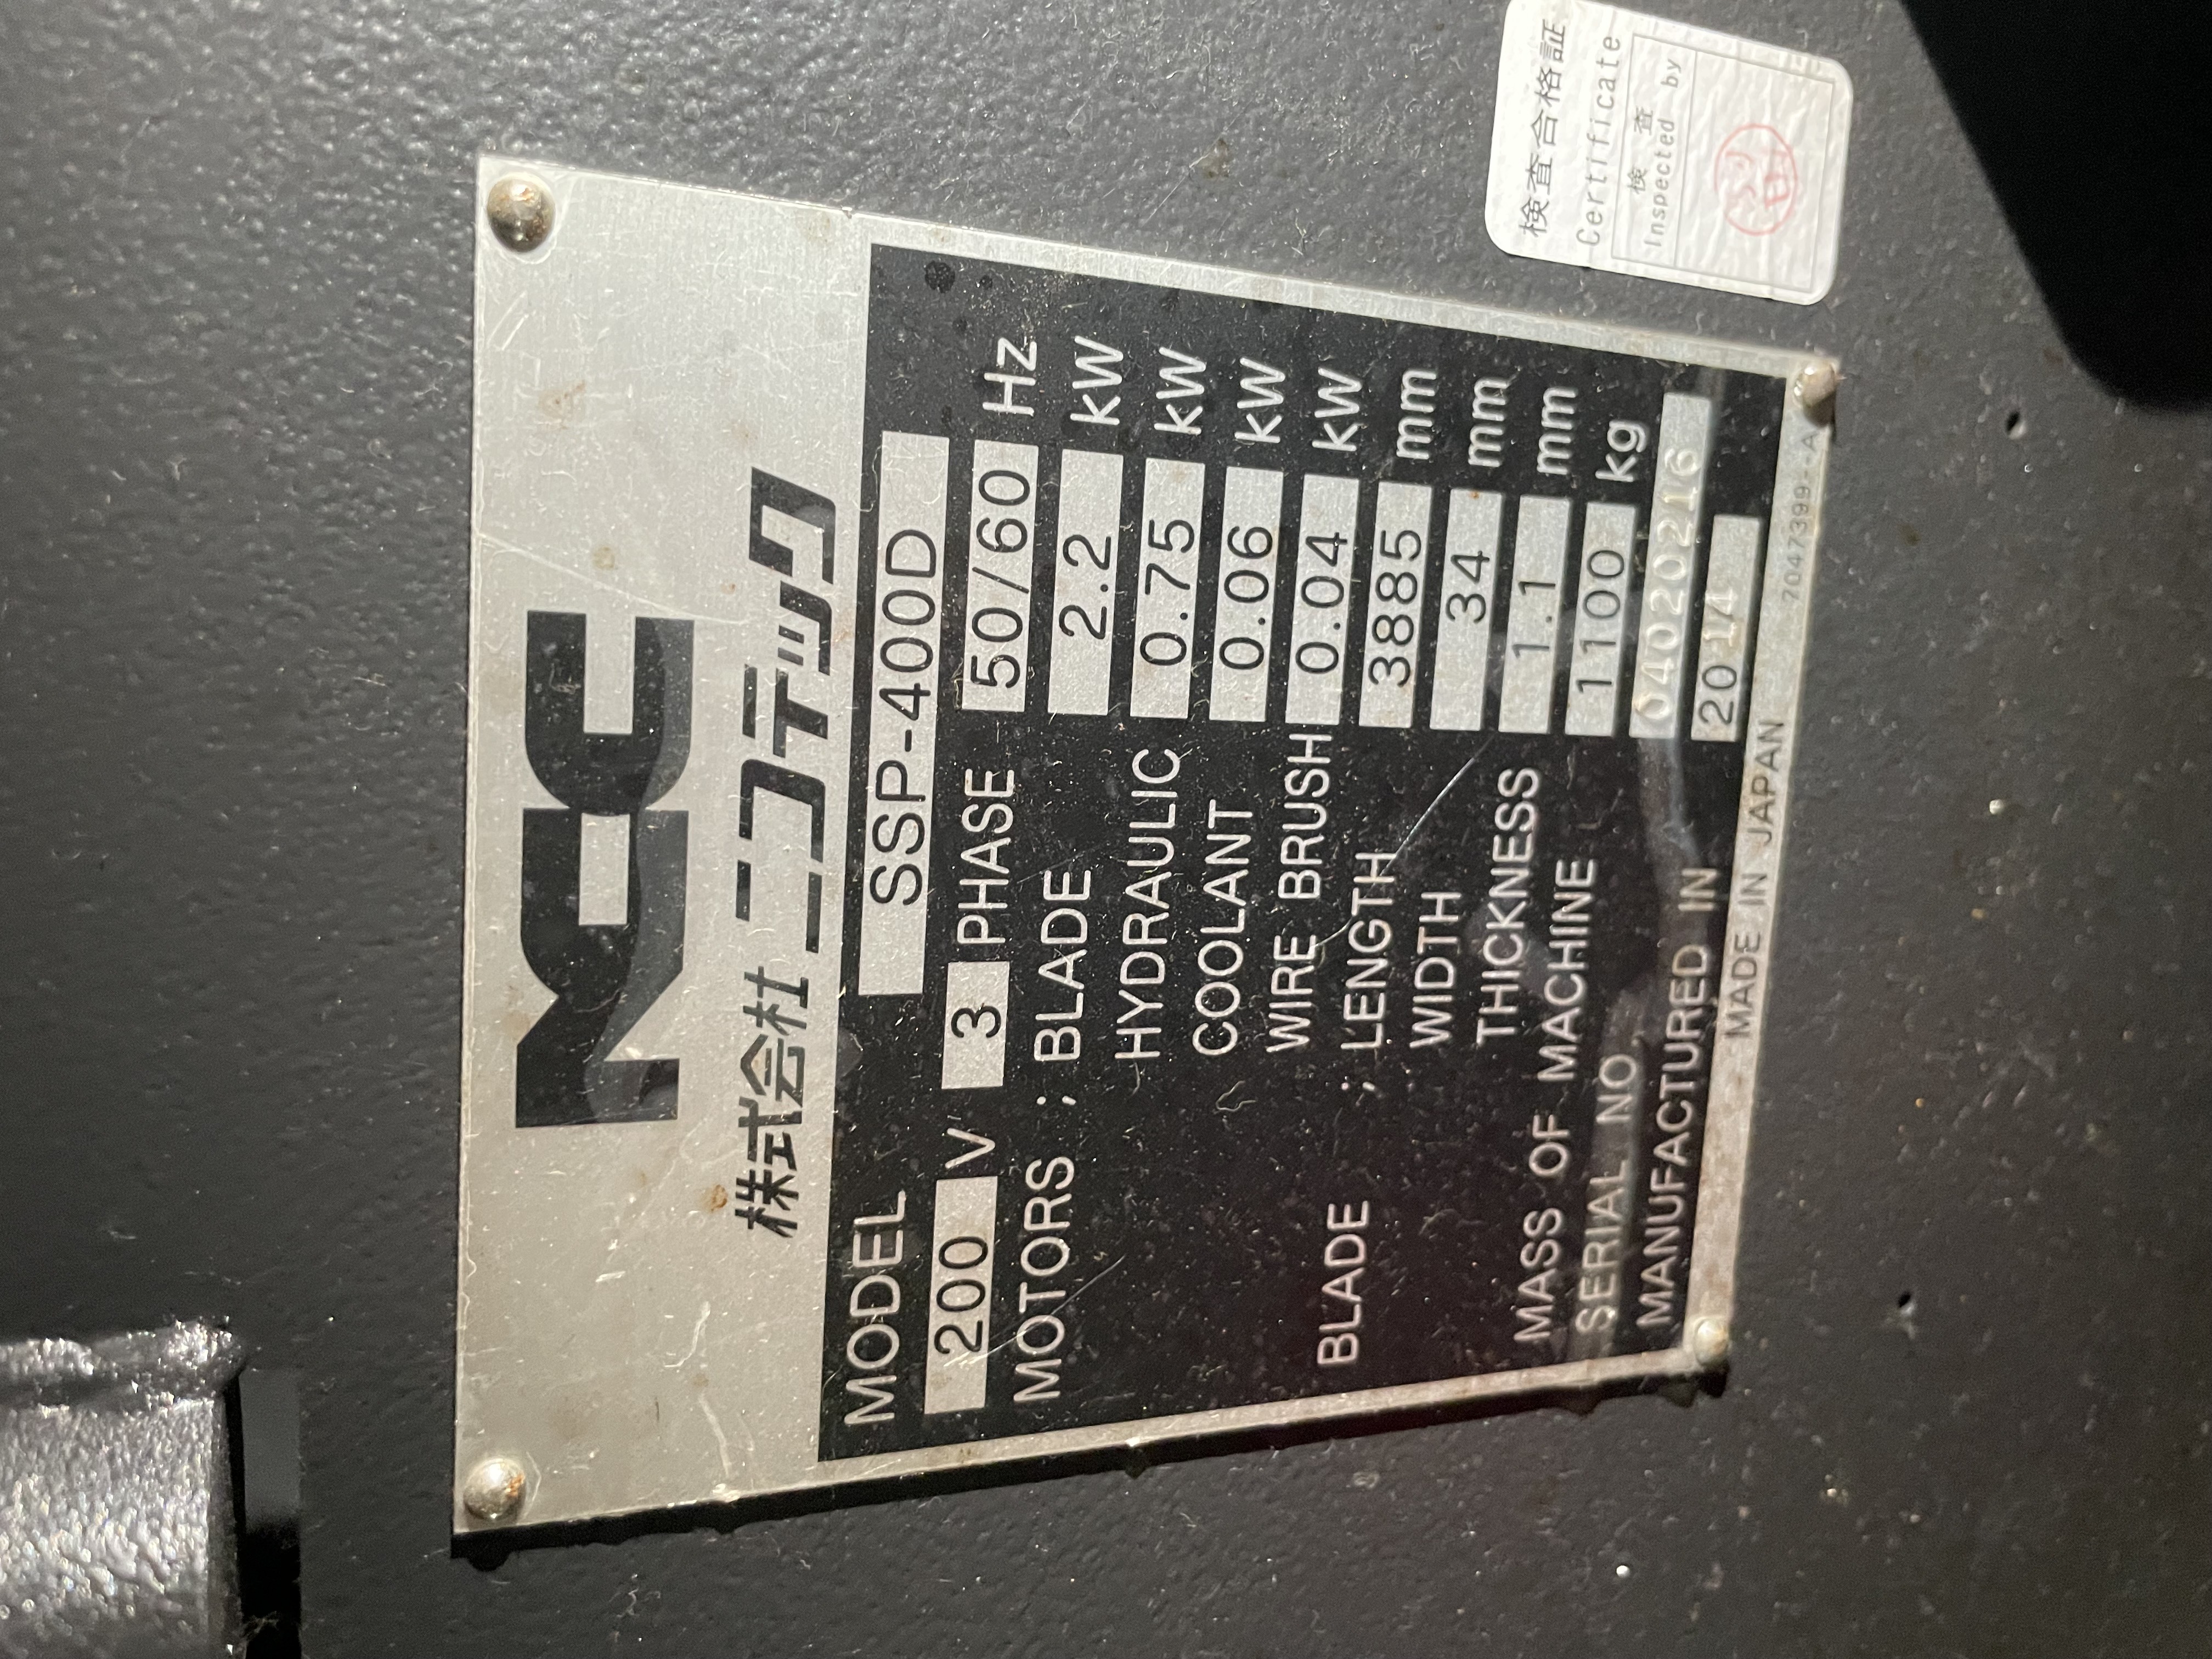 NCC
株式会社 ニコテック
MODEL SSP-400D
200 V 3 PHASE 50/60 Hz
MOTORS ; BLADE 2.2 kW
HYDRAULIC 0.75 kW
COOLANT 0.06 kW
WIRE BRUSH 0.04 kW
BLADE ; LENGTH 3885 mm
WIDTH 34 mm
THICKNESS 1.1 mm
MASS OF MACHINE 1100 kg
SERIAL NO. 04020216
MANUFACTURED IN 2014
MADE IN JAPAN 7047399-A
検査合格証
Certificate
検 査
Inspected by